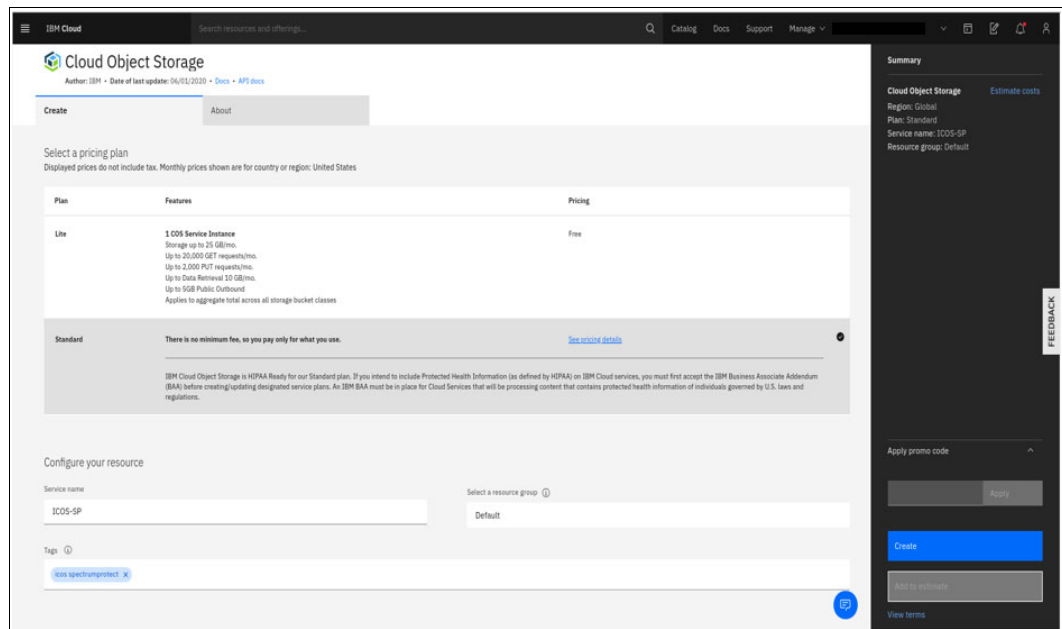 IBM Cloud
Search resources and offerings...
Catalog Docs Support Manage
Cloud Object Storage
Author: IBM • Date of last update: 06/01/2020 • Docs • API docs
Create
About
Select a pricing plan
Displayed prices do not include tax. Monthly prices shown are for country or region: United States
Plan Features Pricing
Lite 1 COS Service Instance Free
Storage up to 25 GB/mo.
Up to 20,000 GET requests/mo.
Up to 2,000 PUT requests/mo.
Up to Data Retrieval 10 GB/mo.
Up to 5GB Public Outbound
Applies to aggregate total across all storage bucket classes
Standard There is no minimum fee, so you pay only for what you use. See pricing details
IBM Cloud Object Storage is HIPAA Ready for our Standard plan. If you intend to include Protected Health Information (as defined by HIPAA) on IBM Cloud services, you must first accept the IBM Business Associate Addendum
(BAA) before creating/updating designated service plans. An IBM BAA must be in place for Cloud Services that will be processing content that contains protected health information of individuals governed by U.S. laws and
regulations.
Configure your resource
Service name
ICOS-SP
Select a resource group
Default
Tags
icos spectrumprotect x
Summary
Cloud Object Storage Estimate costs
Region: Global
Plan: Standard
Service name: ICOS-SP
Resource group: Default
FEEDBACK
Apply promo code
Apply
Create
Add to estimate
View terms